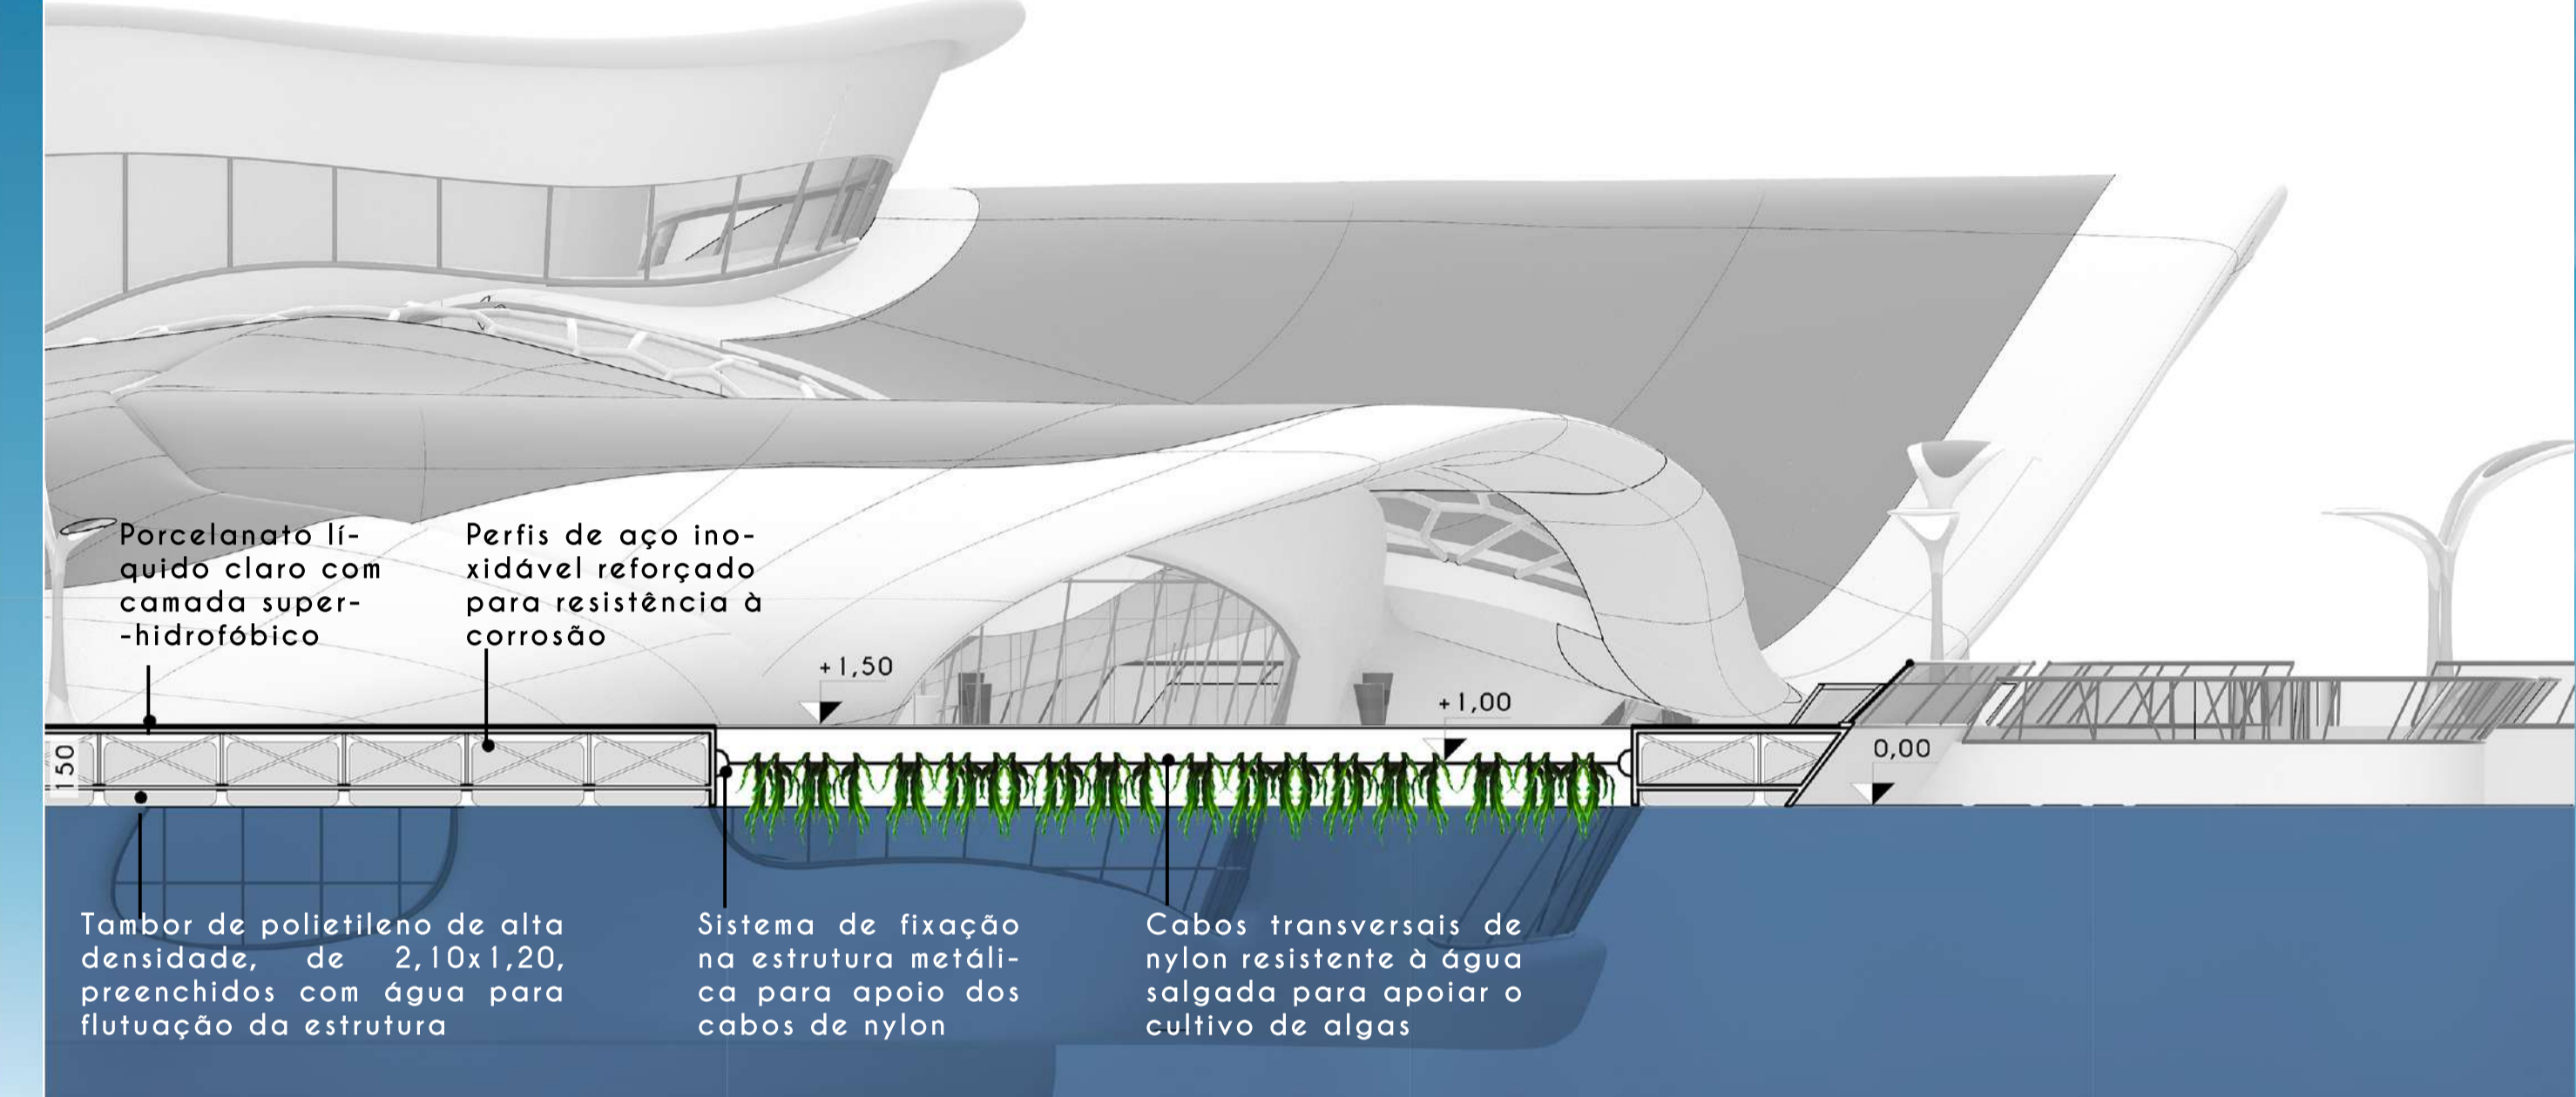 Porcelanato lí-
quido claro com
camada super-
-hidrofóbico
Perfis de aço ino-
xidável reforçado
para resistência à
corrosão
+1,50
+1,00
0,00
150
Tambor de polietileno de alta
densidade, de 2,10x1,20,
preenchidos com água para
flutuação da estrutura
Sistema de fixação
na estrutura metáli-
ca para apoio dos
cabos de nylon
Cabos transversais de
nylon resistente à água
salgada para apoiar o
cultivo de algas